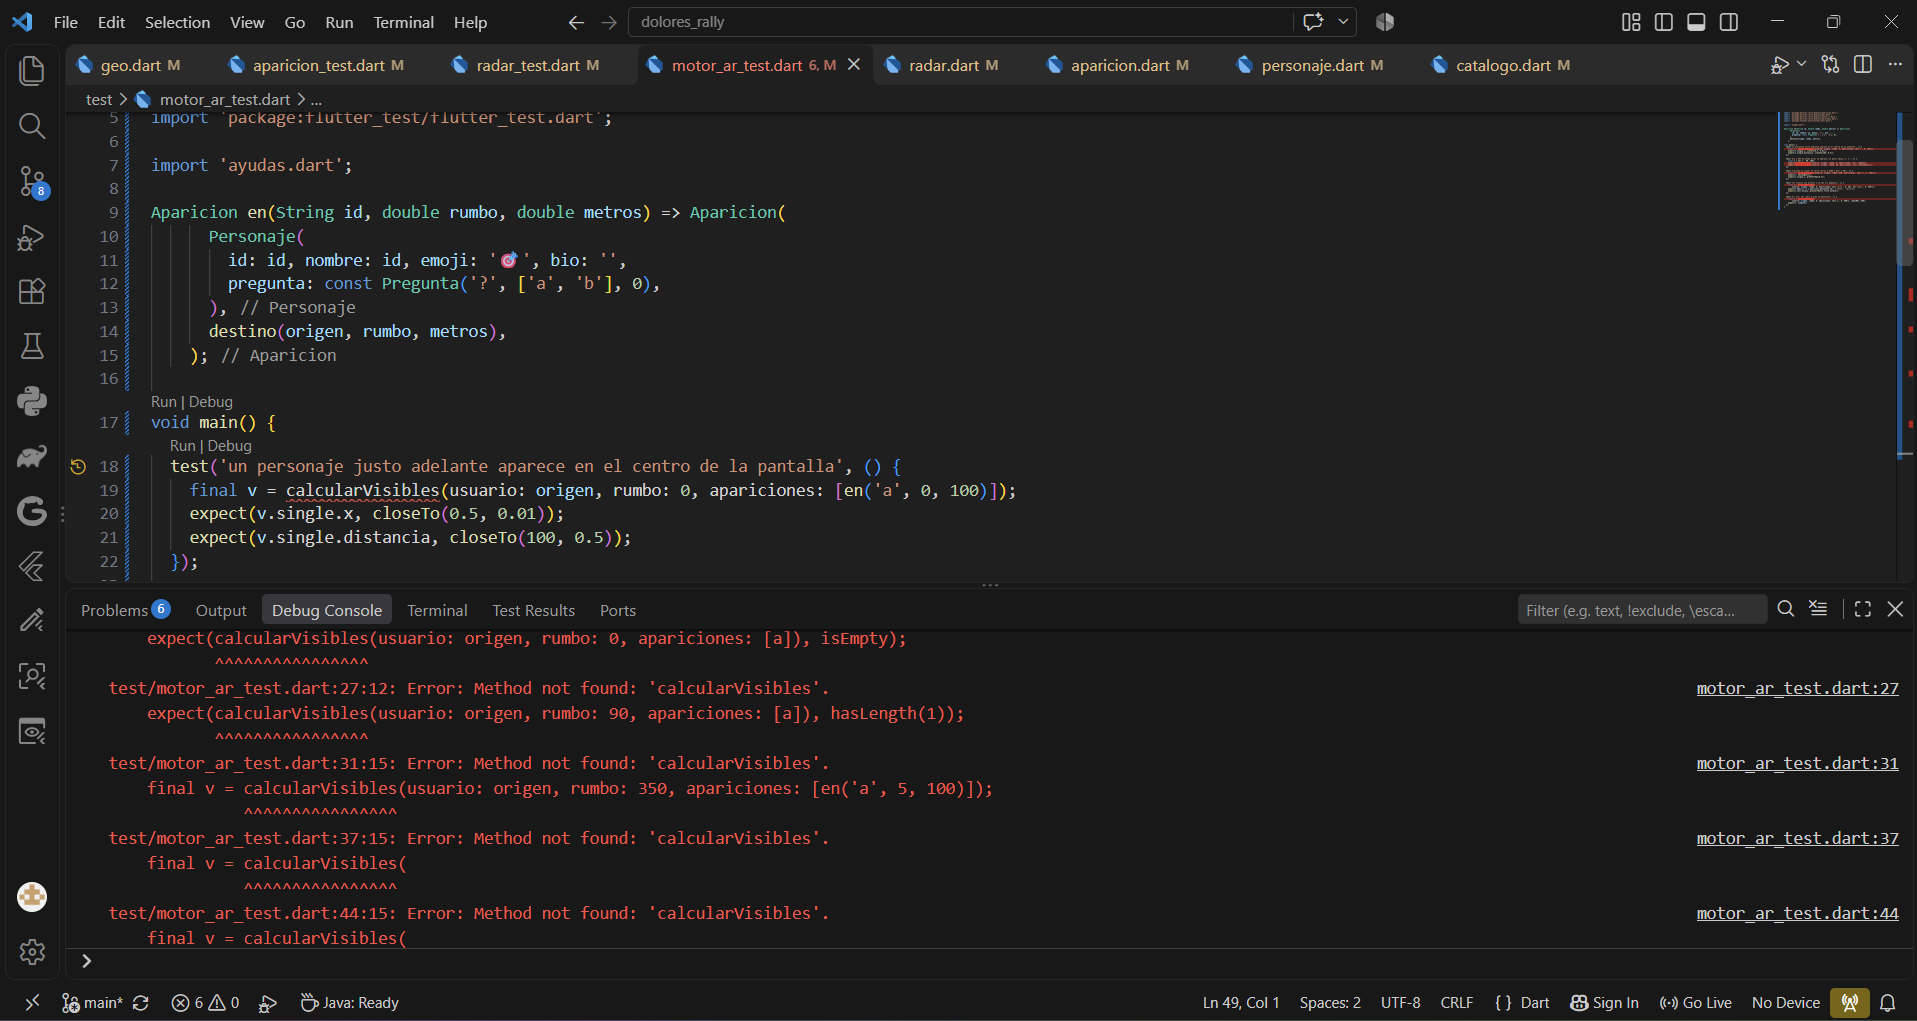 File Edit Selection View Go Run Terminal Help
dolores_rally
geo.dart M
aparicion_test.dart M
radar_test.dart M
motor_ar_test.dart 6, M
radar.dart M
aparicion.dart M
personaje.dart M
catalogo.dart M
test > motor_ar_test.dart > ...
5 import 'package:flutter_test/flutter_test.dart';
6
7 import 'ayudas.dart';
8
9 Aparicion en(String id, double rumbo, double metros) => Aparicion(
10 Personaje(
11 id: id, nombre: id, emoji: '🎯', bio: '',
12 pregunta: const Pregunta('?', ['a', 'b'], 0),
13 ), // Personaje
14 destino(origen, rumbo, metros),
15 ); // Aparicion
16
Run | Debug
17 void main() {
Run | Debug
18 test('un personaje justo adelante aparece en el centro de la pantalla', () {
19 final v = calcularVisibles(usuario: origen, rumbo: 0, apariciones: [en('a', 0, 100)]);
20 expect(v.single.x, closeTo(0.5, 0.01));
21 expect(v.single.distancia, closeTo(100, 0.5));
22 });
8
Problems 6 Output Debug Console Terminal Test Results Ports
Filter (e.g. text, !exclude, \esca...
expect(calcularVisibles(usuario: origen, rumbo: 0, apariciones: [a]), isEmpty);
^^^^^^^^^^^^^^^^
test/motor_ar_test.dart:27:12: Error: Method not found: 'calcularVisibles'. motor_ar_test.dart:27
expect(calcularVisibles(usuario: origen, rumbo: 90, apariciones: [a]), hasLength(1));
^^^^^^^^^^^^^^^^
test/motor_ar_test.dart:31:15: Error: Method not found: 'calcularVisibles'. motor_ar_test.dart:31
final v = calcularVisibles(usuario: origen, rumbo: 350, apariciones: [en('a', 5, 100)]);
^^^^^^^^^^^^^^^^
test/motor_ar_test.dart:37:15: Error: Method not found: 'calcularVisibles'. motor_ar_test.dart:37
final v = calcularVisibles(
^^^^^^^^^^^^^^^^
test/motor_ar_test.dart:44:15: Error: Method not found: 'calcularVisibles'. motor_ar_test.dart:44
final v = calcularVisibles(
>
main* 6 0 Java: Ready Ln 49, Col 1 Spaces: 2 UTF-8 CRLF { } Dart Sign In Go Live No Device